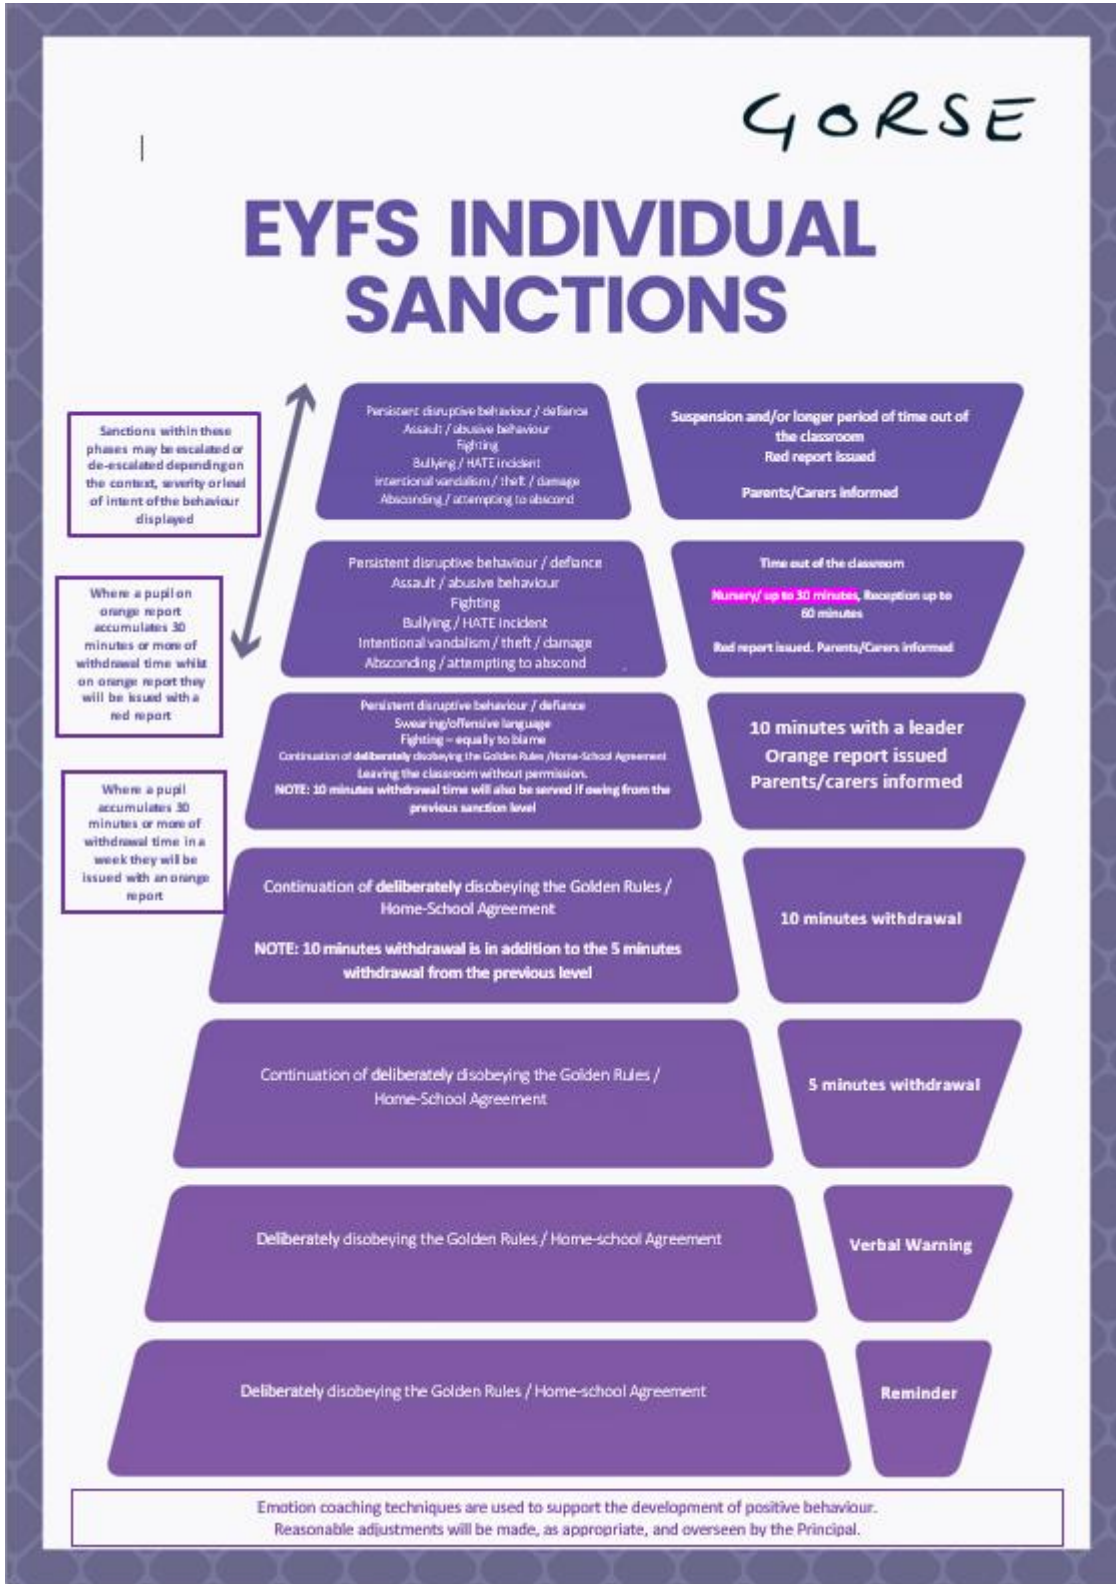 GORSE
EYFS INDIVIDUAL
SANCTIONS
Sanctions within these
phases may be escalated or
de-escalated depending on
the context, severity or level
of intent of the behaviour
displayed
Persistent disruptive behaviour / defiance
Assault / abusive behaviour
Fighting
Bullying / HATE incident
intentional vandalism / theft / damage
Absconding / attempting to abscond
Suspension and/or longer period of time out of
the classroom
Red report issued
Parents/Carers informed
Where a pupil on
orange report
accumulates 30
minutes or more of
withdrawal time whilst
on orange report they
will be issued with a
red report
Persistent disruptive behaviour / defiance
Assault / abusive behaviour
Fighting
Bullying / HATE incident
Intentional vandalism / theft / damage
Absconding / attempting to abscond
Time out of the classroom
Nursery/ up to 30 minutes, Reception up to
60 minutes
Red report issued. Parents/Carers informed
Persistent disruptive behaviour / defiance
Swearing/offensive language
Fighting – equally to blame
Continuation of deliberately disobeying the Golden Rules /Home-School Agreement
Leaving the classroom without permission.
NOTE: 10 minutes withdrawal time will also be served if owing from the
previous sanction level
10 minutes with a leader
Orange report issued
Parents/carers informed
Where a pupil
accumulates 30
minutes or more of
withdrawal time in a
week they will be
issued with an orange
report
Continuation of deliberately disobeying the Golden Rules /
Home-School Agreement
NOTE: 10 minutes withdrawal is in addition to the 5 minutes
withdrawal from the previous level
10 minutes withdrawal
Continuation of deliberately disobeying the Golden Rules /
Home-School Agreement
5 minutes withdrawal
Deliberately disobeying the Golden Rules / Home-school Agreement
Verbal Warning
Deliberately disobeying the Golden Rules / Home-school Agreement
Reminder
Emotion coaching techniques are used to support the development of positive behaviour.
Reasonable adjustments will be made, as appropriate, and overseen by the Principal.